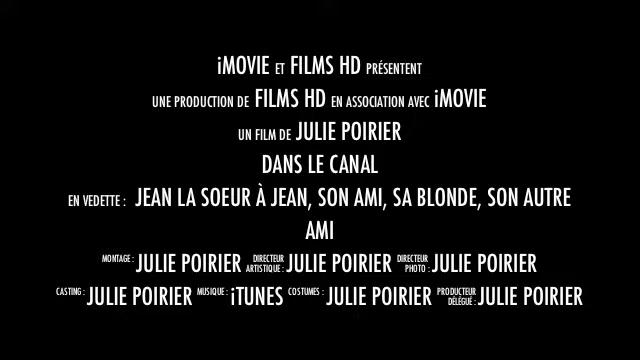 iMOVIE ET FILMS HD PRÉSENTENT
UNE PRODUCTION DE FILMS HD EN ASSOCIATION AVEC iMOVIE
UN FILM DE JULIE POIRIER
DANS LE CANAL
EN VEDETTE : JEAN LA SOEUR À JEAN, SON AMI, SA BLONDE, SON AUTRE
AMI
MONTAGE : JULIE POIRIER DIRECTEUR ARTISTIQUE : JULIE POIRIER DIRECTEUR PHOTO : JULIE POIRIER
CASTING : JULIE POIRIER MUSIQUE : iTUNES COSTUMES : JULIE POIRIER PRODUCTEUR DÉLÉGUÉ : JULIE POIRIER